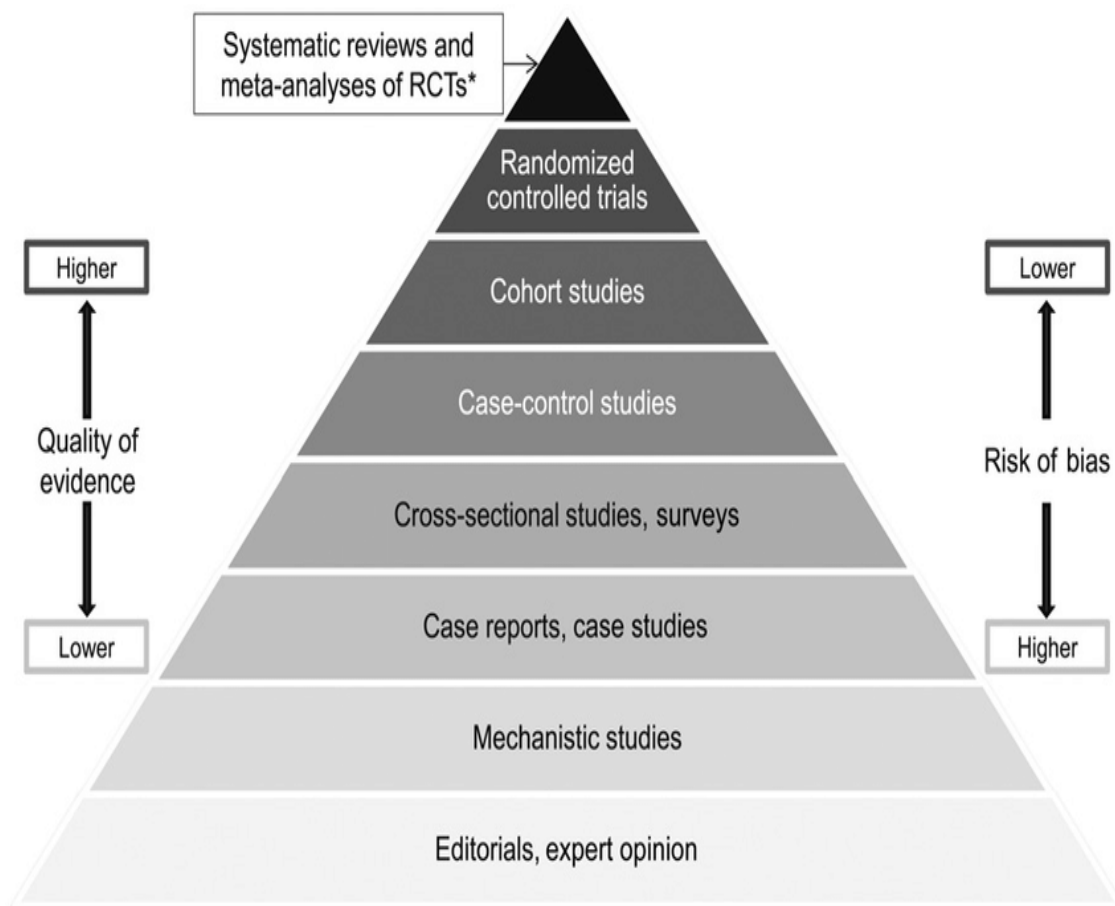 Systematic reviews and
meta-analyses of RCTs*
Randomized
controlled trials
Higher
Lower
Cohort studies
Case-control studies
Quality of
evidence
Risk of bias
Cross-sectional studies, surveys
Case reports, case studies
Lower
Higher
Mechanistic studies
Editorials, expert opinion